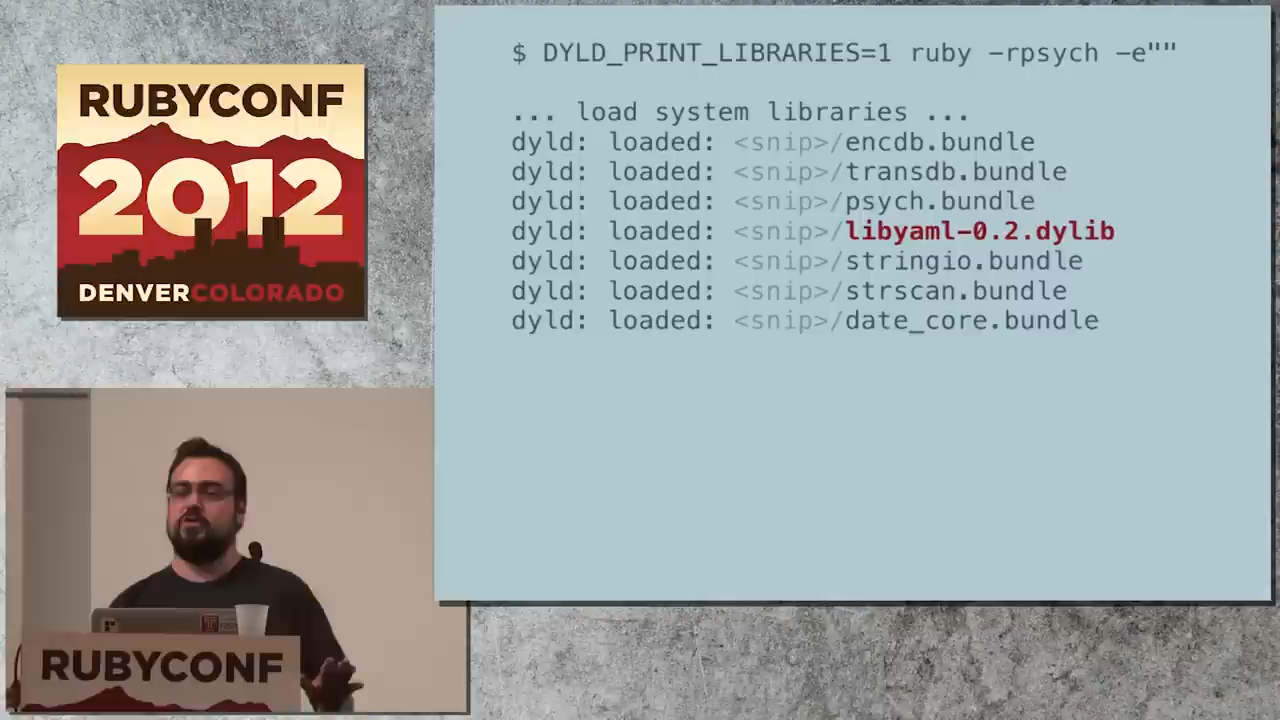 RUBYCONF
2012
DENVERCOLORADO
$ DYLD_PRINT_LIBRARIES=1 ruby -rpsych -e""
... load system libraries ...
dyld: loaded: <snip>/encdb.bundle
dyld: loaded: <snip>/transdb.bundle
dyld: loaded: <snip>/psych.bundle
dyld: loaded: <snip>/libyaml-0.2.dylib
dyld: loaded: <snip>/stringio.bundle
dyld: loaded: <snip>/strscan.bundle
dyld: loaded: <snip>/date_core.bundle
RUBYCONF